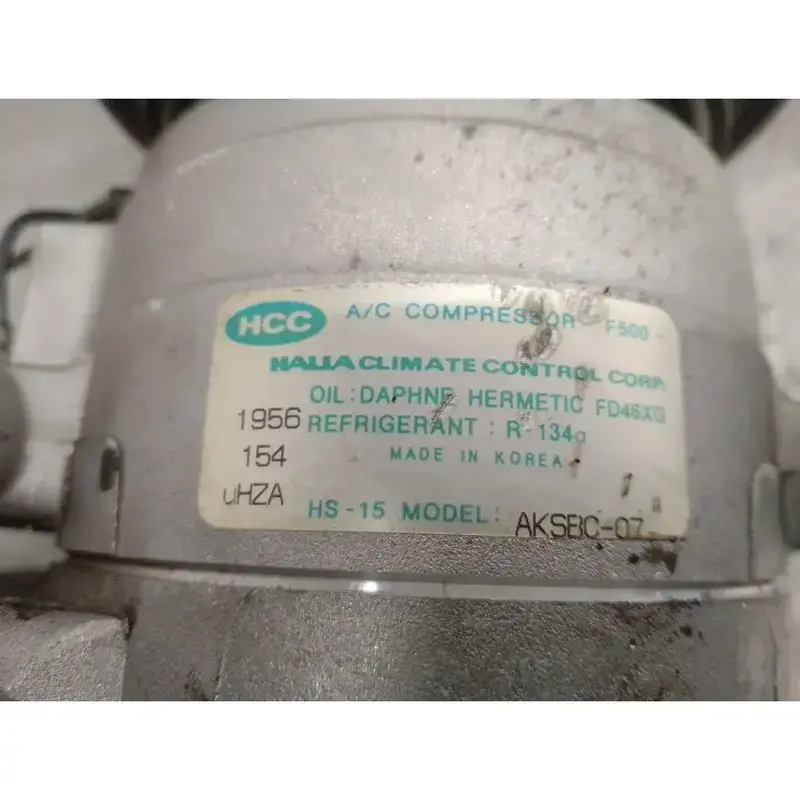 HCC A/C COMPRESSOR F500-
HALLA CLIMATE CONTROL CORP.
OIL : DAPHNE HERMETIC FD46XG
1956 REFRIGERANT : R-134a
154 MADE IN KOREA
uHZA HS-15 MODEL: AKSBC-07